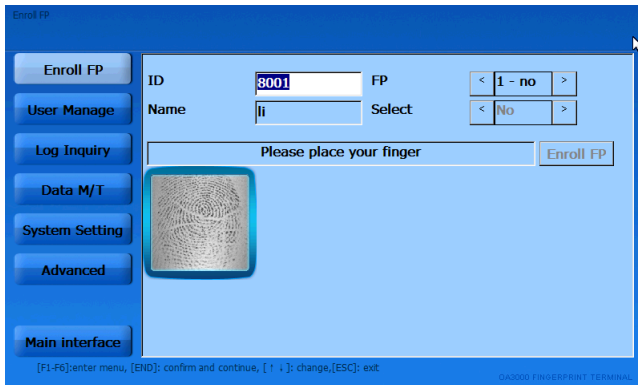 Enroll FP
Enroll FP
ID 8001 FP < 1 - no >
User Manage
Name li Select < No >
Log Inquiry
Please place your finger Enroll FP
Data M/T
System Setting
Advanced
Main interface
[F1-F6]:enter menu, [END]: confirm and continue, [ ↑ ↓ ]: change,[ESC]: exit
OA3000 FINGERPRINT TERMINAL